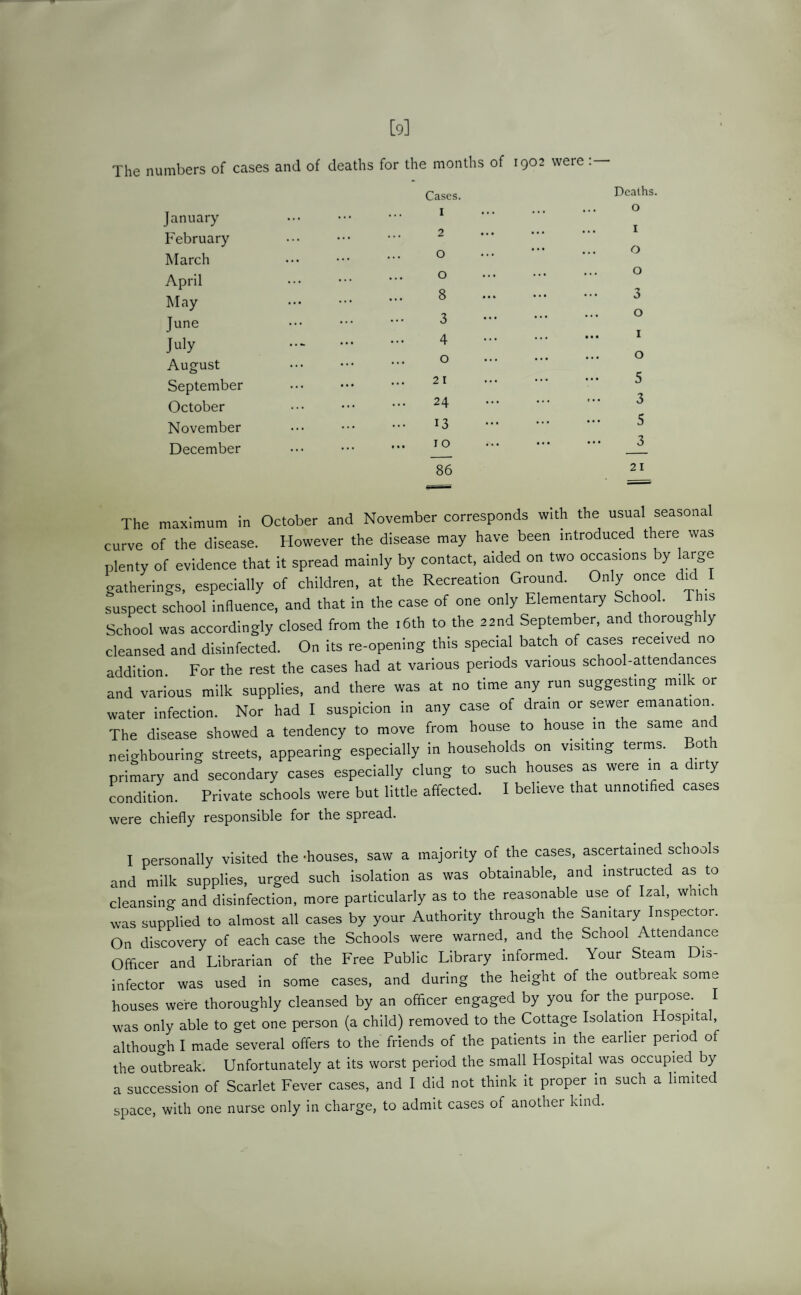 [9]
The numbers of cases and of deaths for the months of 1902 were :—
Cases. Deaths.
January ... ... ... 1 ... ... ... 0
February ... ... ... 2 ... ... ... 1
March ... ... ... 0 ... ... ... 0
April ... ... ... 0 ... ... ... 0
May ... ... ... 8 ... ... ... 3
June ... ... ... 3 ... ... ... 0
July ... ... ... 4 ... ... ... 1
August ... ... ... 0 ... ... ... 0
September ... ... ... 21 ... ... ... 5
October ... ... ... 24 ... ... ... 3
November ... ... ... 13 ... ... ... 5
December ... ... ... 10 ... ... ... 3
86 21
The maximum in October and November corresponds with the usual seasonal
curve of the disease. However the disease may have been introduced there was
plenty of evidence that it spread mainly by contact, aided on two occasions by large
gatherings, especially of children, at the Recreation Ground. Only once did I
suspect school influence, and that in the case of one only Elementary School. This
School was accordingly closed from the 16th to the 22nd September, and thoroughly
cleansed and disinfected. On its re-opening this special batch of cases received no
addition. For the rest the cases had at various periods various school-attendances
and various milk supplies, and there was at no time any run suggesting milk or
water infection. Nor had I suspicion in any case of drain or sewer emanation.
The disease showed a tendency to move from house to house in the same and
neighbouring streets, appearing especially in households on visiting terms. Both
primary and secondary cases especially clung to such houses as were in a dirty
condition. Private schools were but little affected. I believe that unnotified cases
were chiefly responsible for the spread.
I personally visited the houses, saw a majority of the cases, ascertained schools
and milk supplies, urged such isolation as was obtainable, and instructed as to
cleansing and disinfection, more particularly as to the reasonable use of Izal, which
was supplied to almost all cases by your Authority through the Sanitary Inspector.
On discovery of each case the Schools were warned, and the School Attendance
Officer and Librarian of the Free Public Library informed. Your Steam Dis-
infector was used in some cases, and during the height of the outbreak some
houses were thoroughly cleansed by an officer engaged by you for the purpose. I
was only able to get one person (a child) removed to the Cottage Isolation Hospital,
although I made several offers to the friends of the patients in the earlier period of
the outbreak. Unfortunately at its worst period the small Hospital was occupied by
a succession of Scarlet Fever cases, and I did not think it proper in such a limited
space, with one nurse only in charge, to admit cases of another kind.